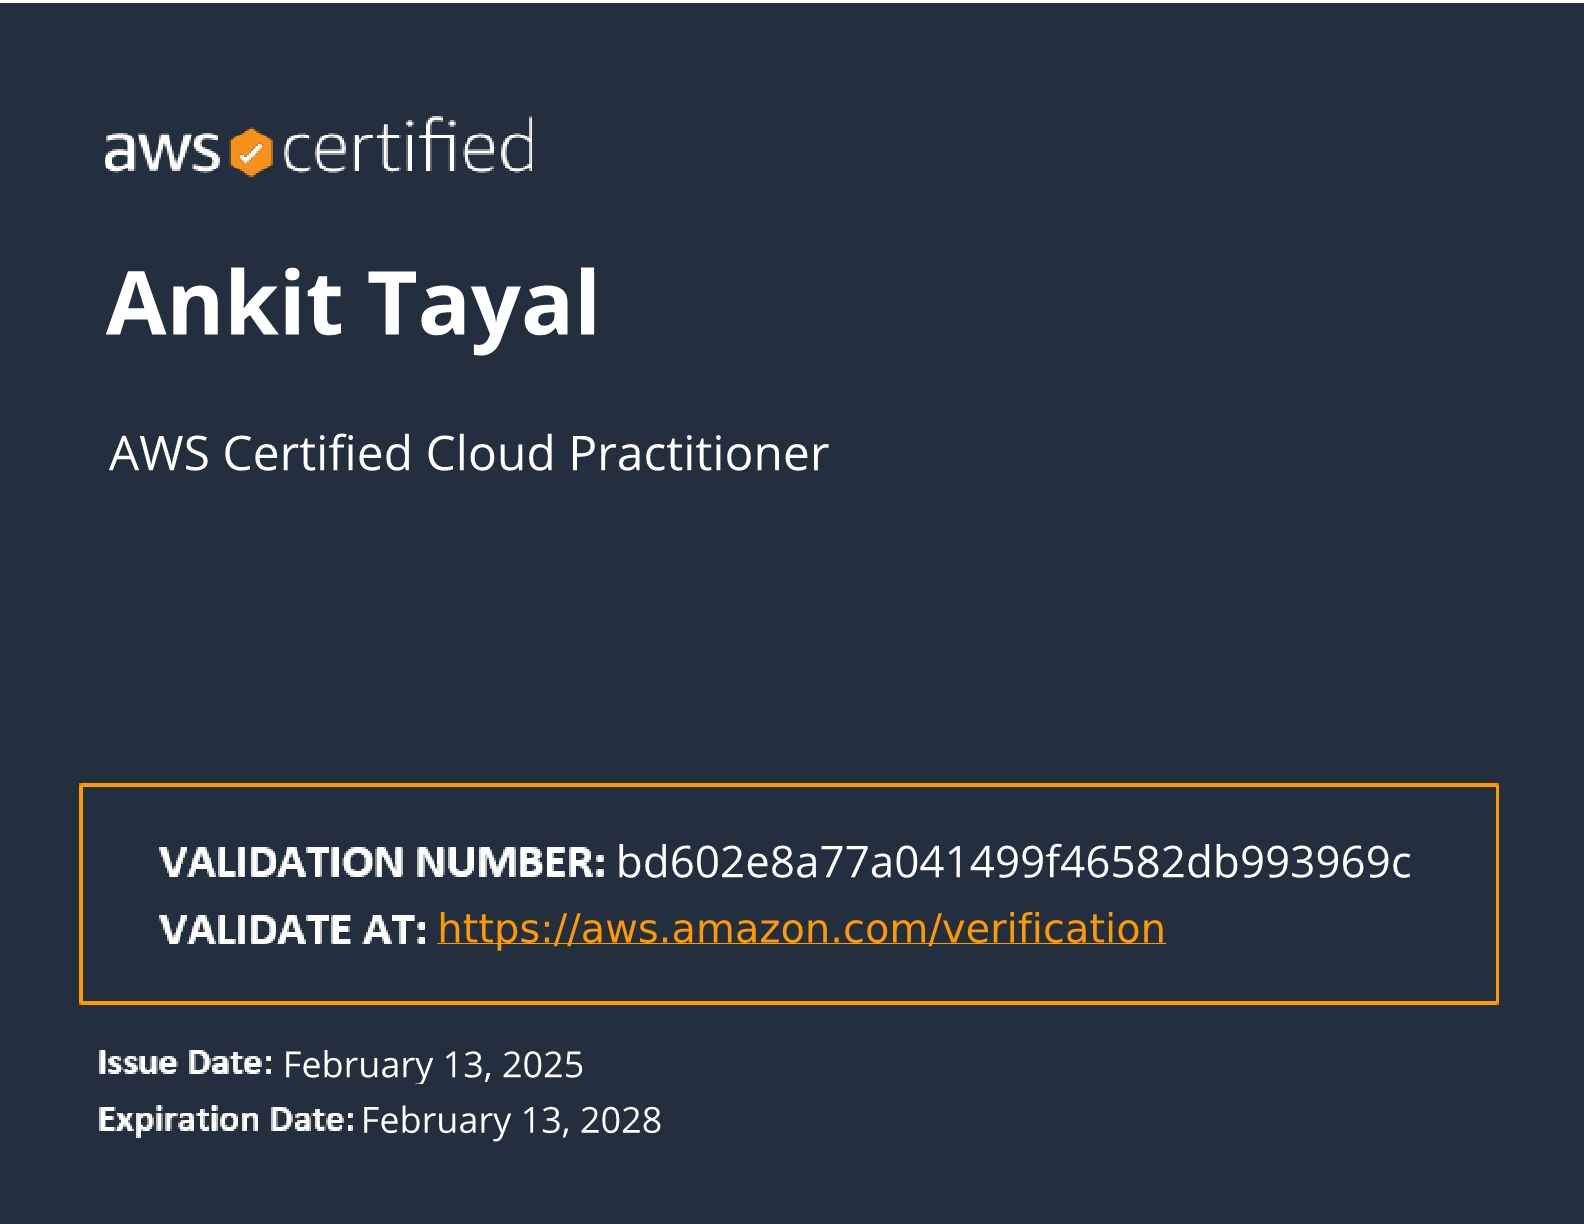 aws certified
Ankit Tayal
AWS Certified Cloud Practitioner
VALIDATION NUMBER: bd602e8a77a041499f46582db993969c
VALIDATE AT: https://aws.amazon.com/verification
Issue Date: February 13, 2025
Expiration Date: February 13, 2028